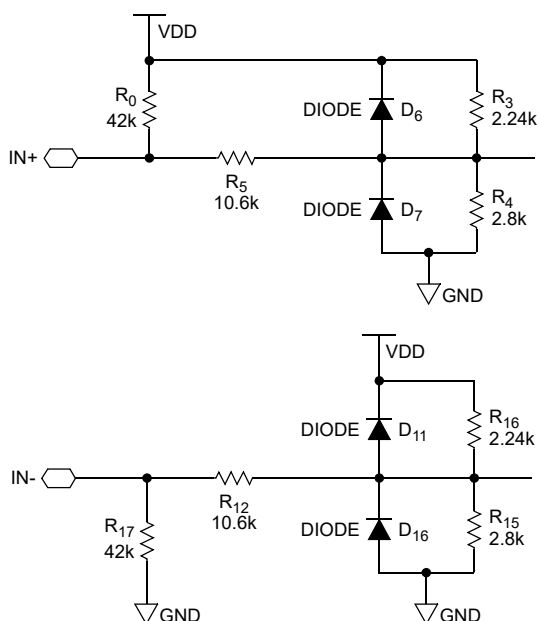 VDD
R0
42k
DIODE D6
R3
2.24k
IN+
R5
10.6k
DIODE D7
R4
2.8k
GND
VDD
DIODE D11
R16
2.24k
IN-
R12
10.6k
R17
42k
DIODE D16
R15
2.8k
GND
GND